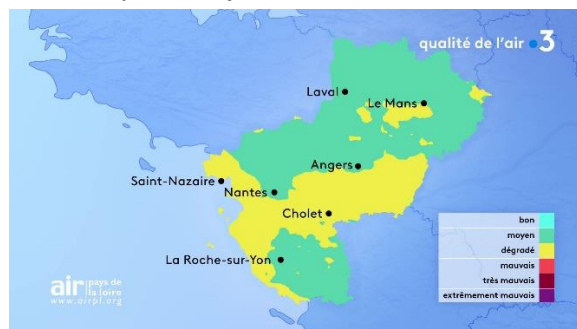 qualité de l'air 3
Laval
Le Mans
Angers
Saint-Nazaire
Nantes
Cholet
La Roche-sur-Yon
bon
moyen
dégradé
mauvais
très mauvais
extrêmement mauvais
air pays de
la loire
www.airpl.org